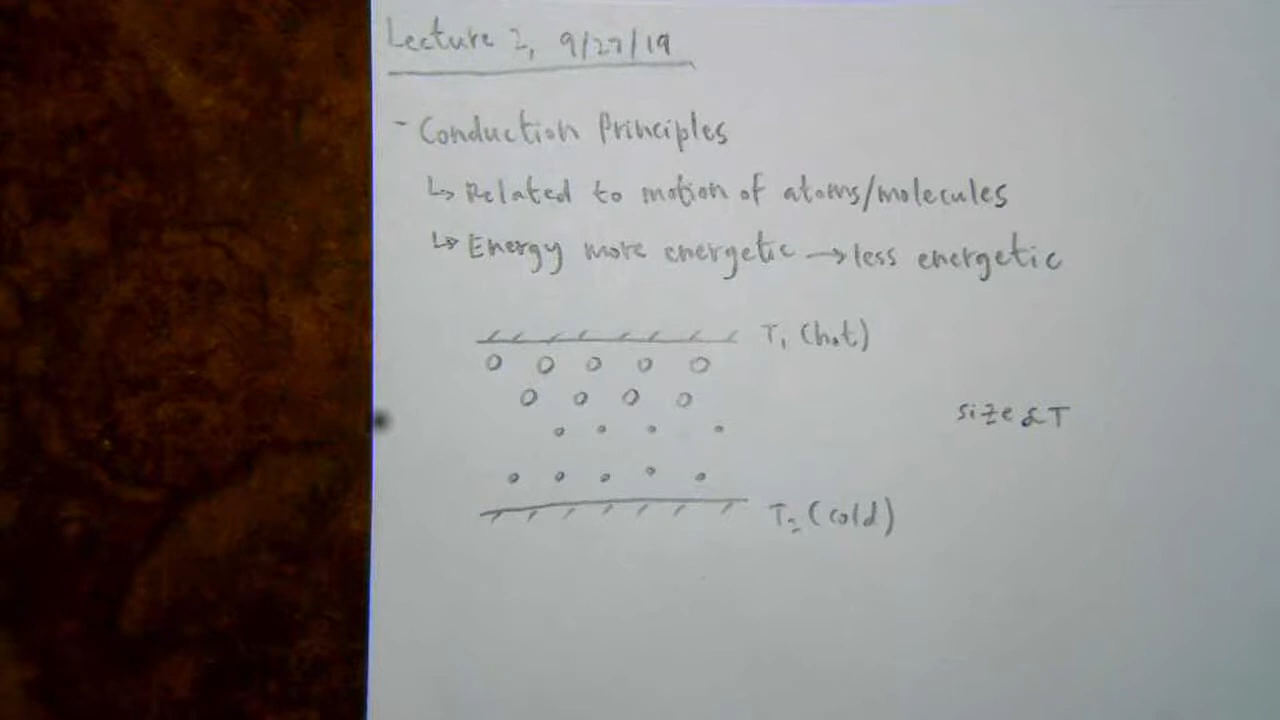 Lecture 2, 9/27/19
- Conduction Principles
↳ Related to motion of atoms/molecules
↳ Energy more energetic → less energetic
T₁ (hot)
size ∝ T
T₂ (cold)